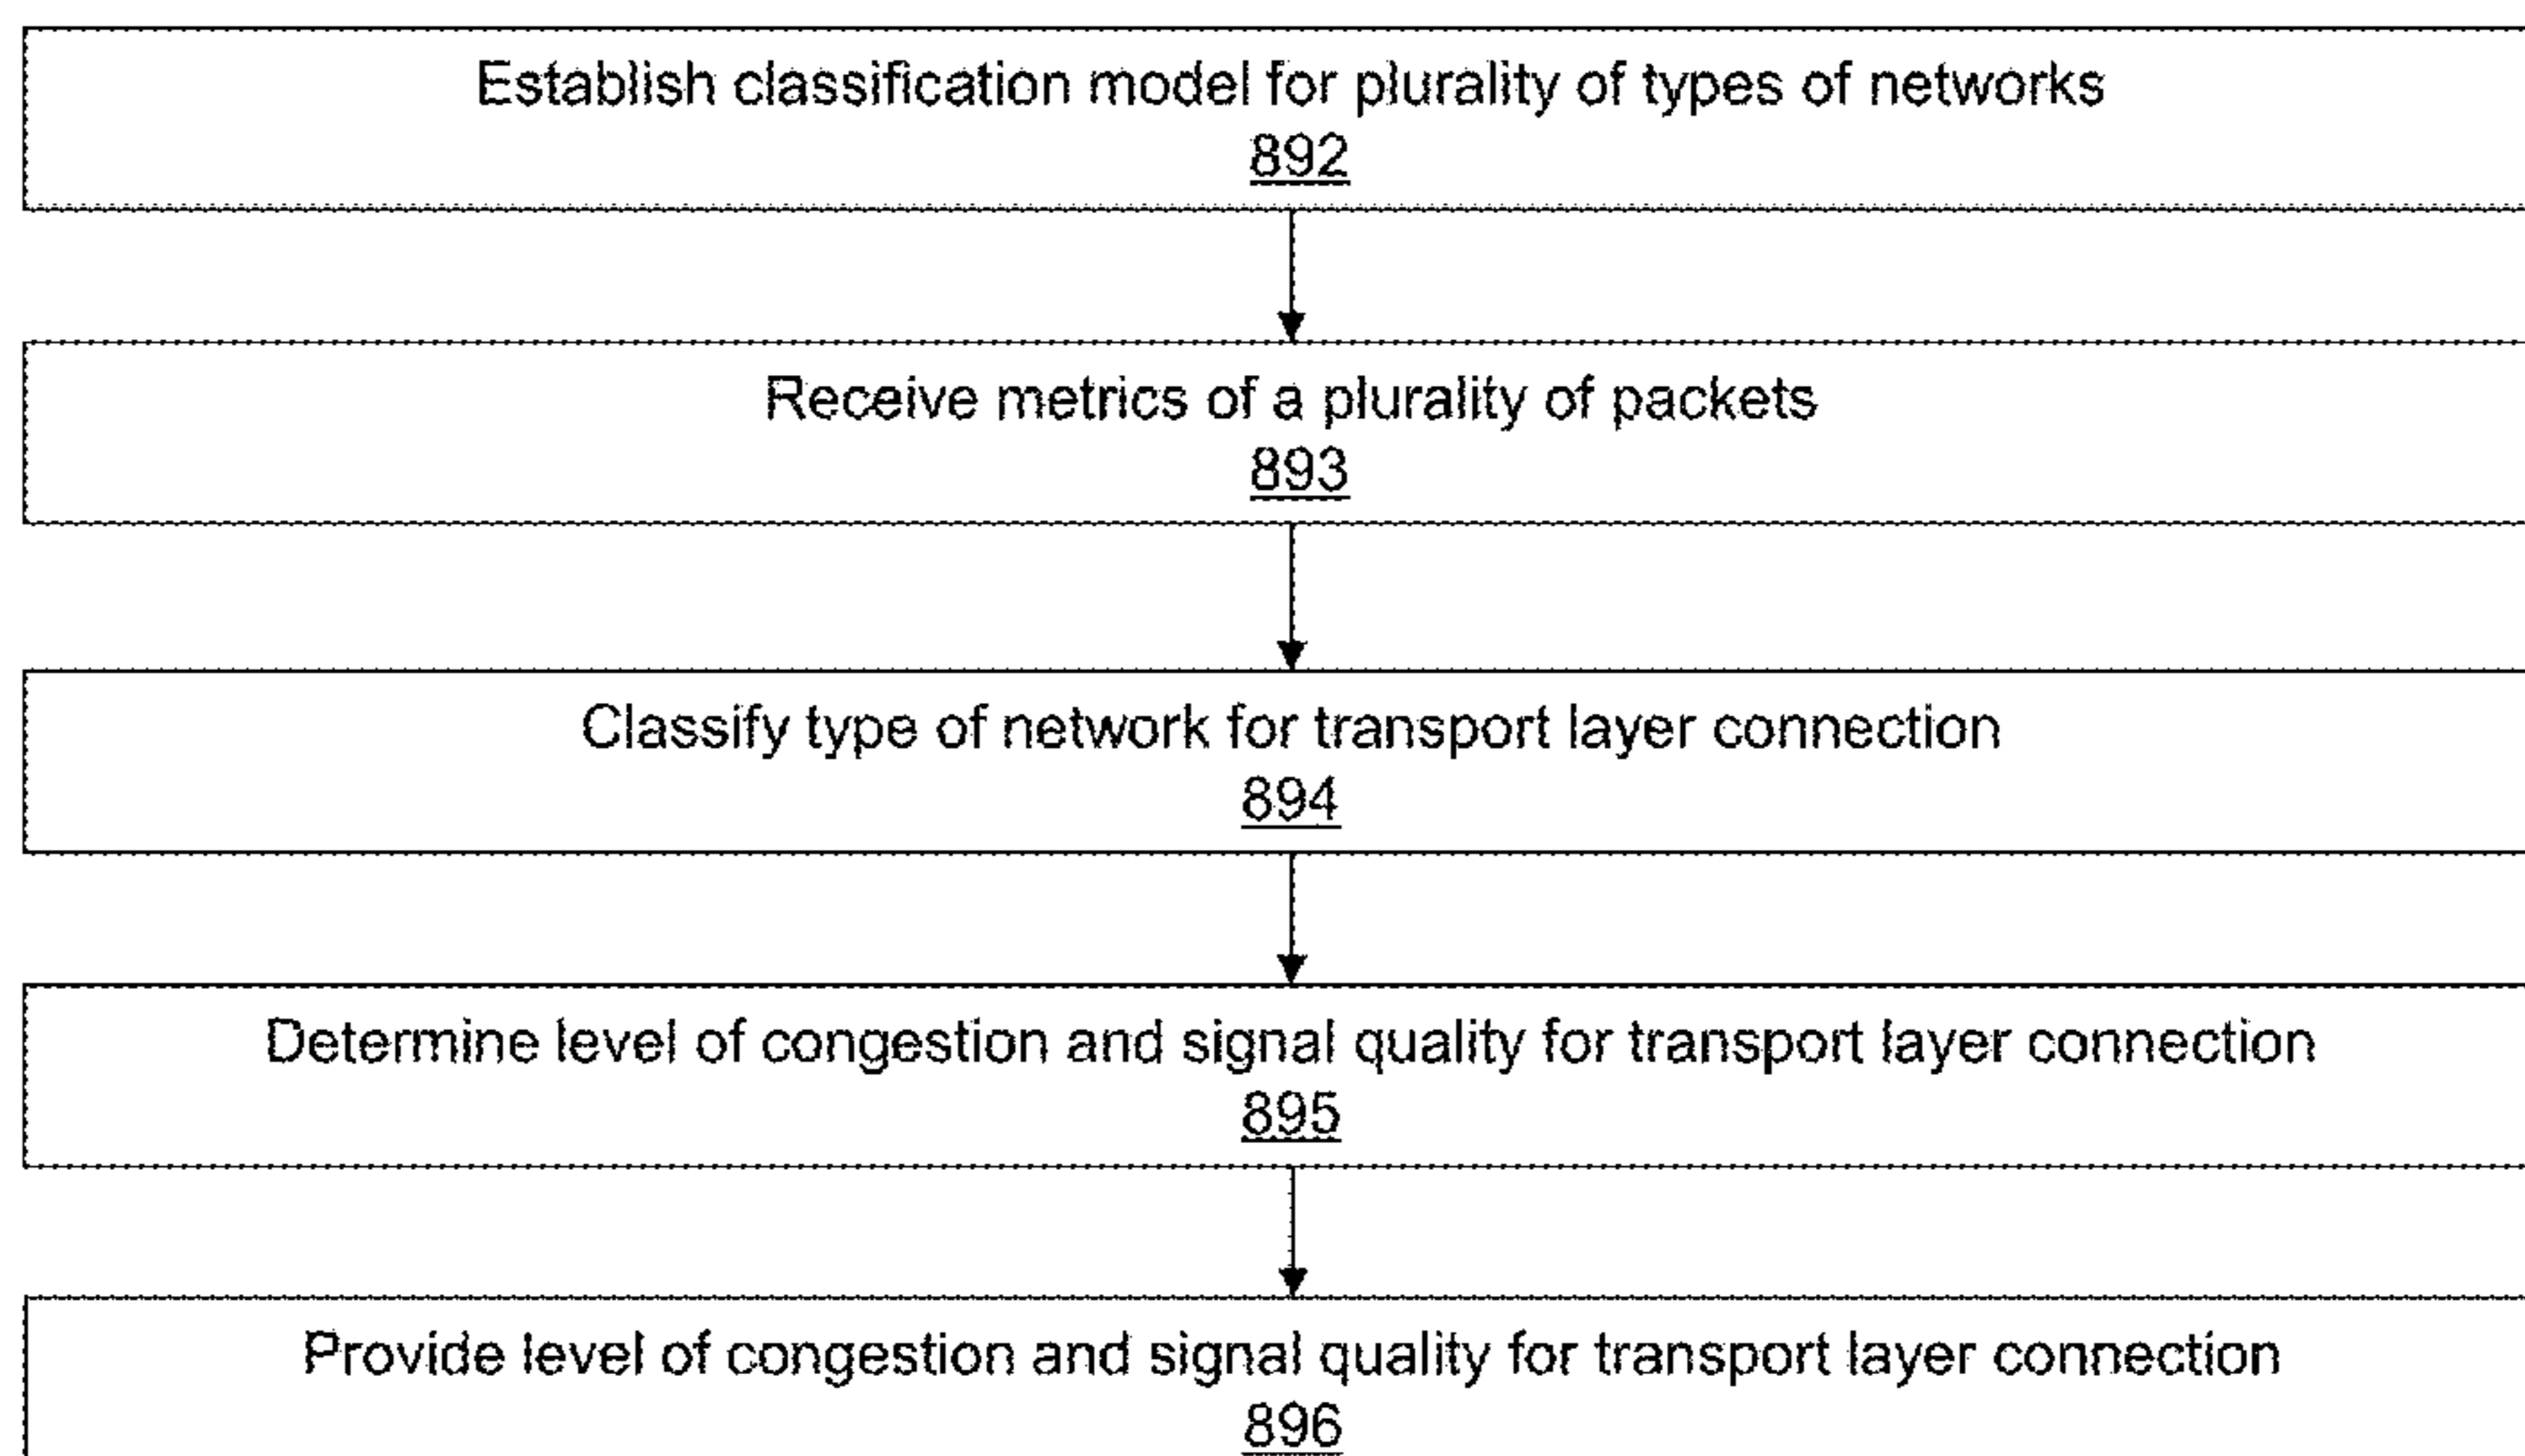 Establish classification model for plurality of types of networks
892
Receive metrics of a plurality of packets
893
Classify type of network for transport layer connection
894
Determine level of congestion and signal quality for transport layer connection
895
Provide level of congestion and signal quality for transport layer connection
896